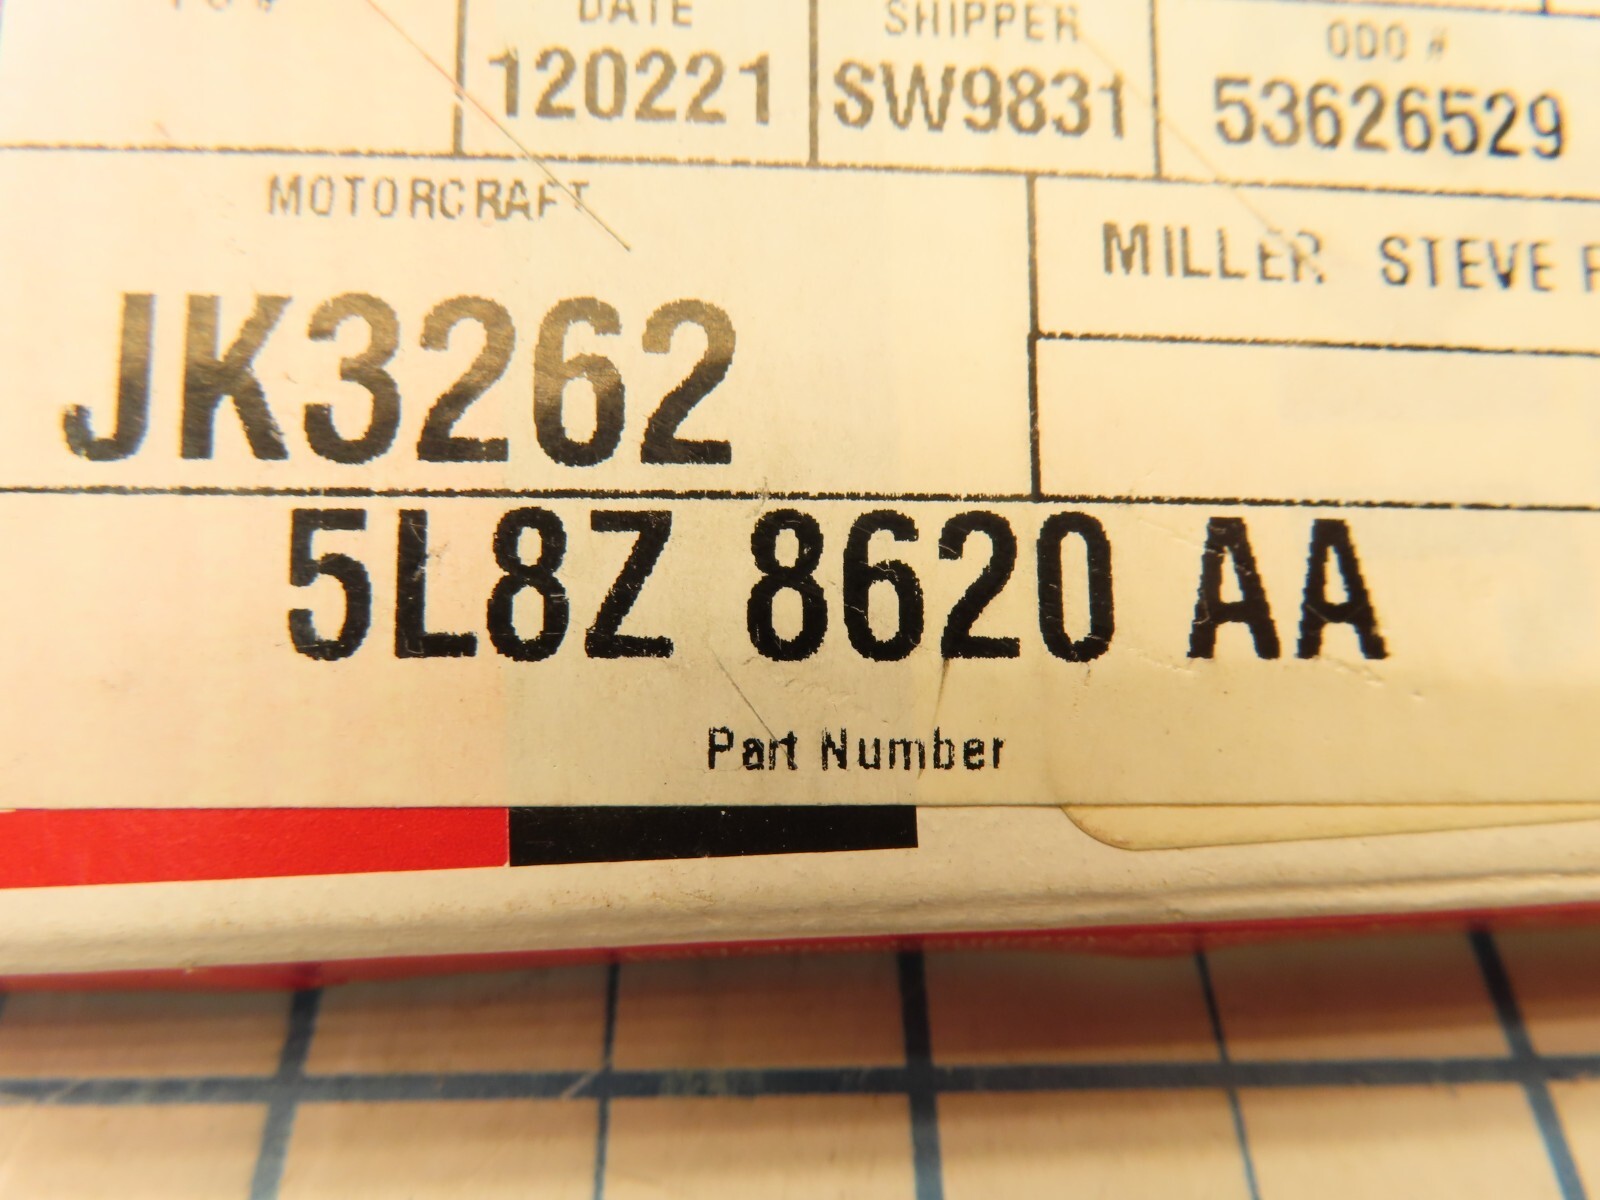 DATE SHIPPER ODO #
120221 SW9831 53626529
MOTORCRAFT
MILLER STEVE
JK3262
5L8Z 8620 AA
Part Number